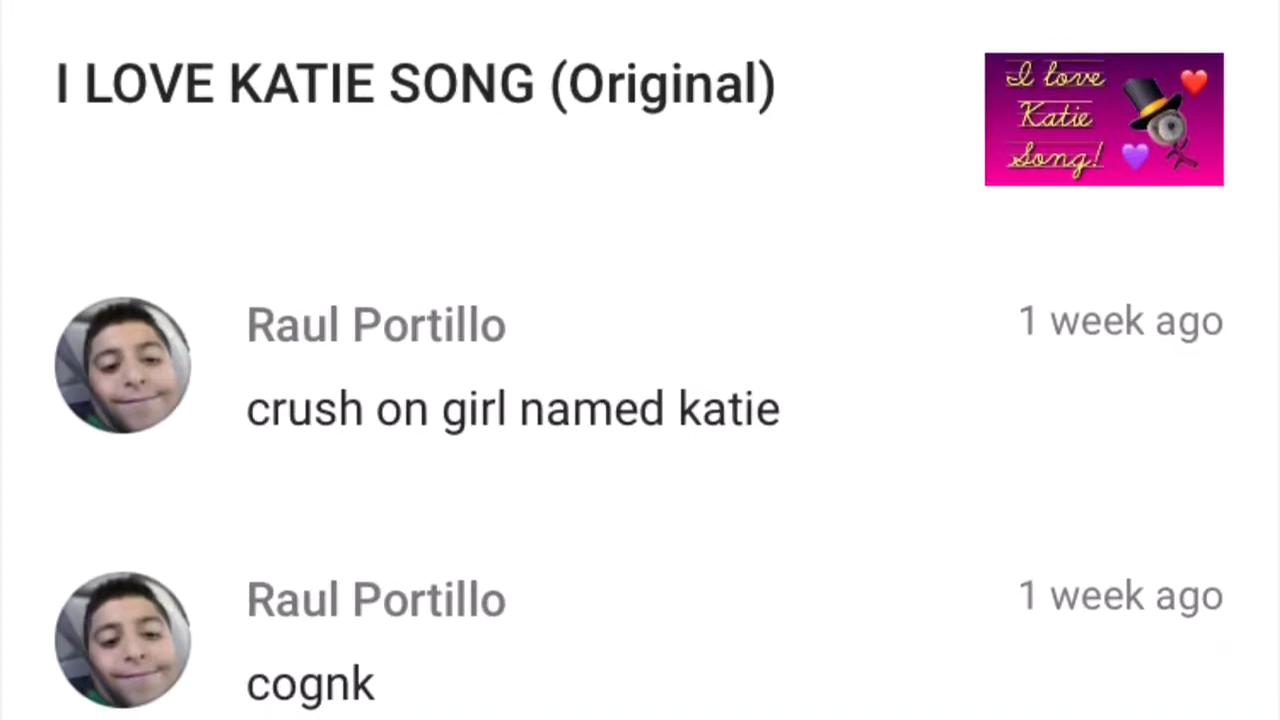 I LOVE KATIE SONG (Original)
I love
Katie
Song!
Raul Portillo
1 week ago
crush on girl named katie
Raul Portillo
1 week ago
cognk